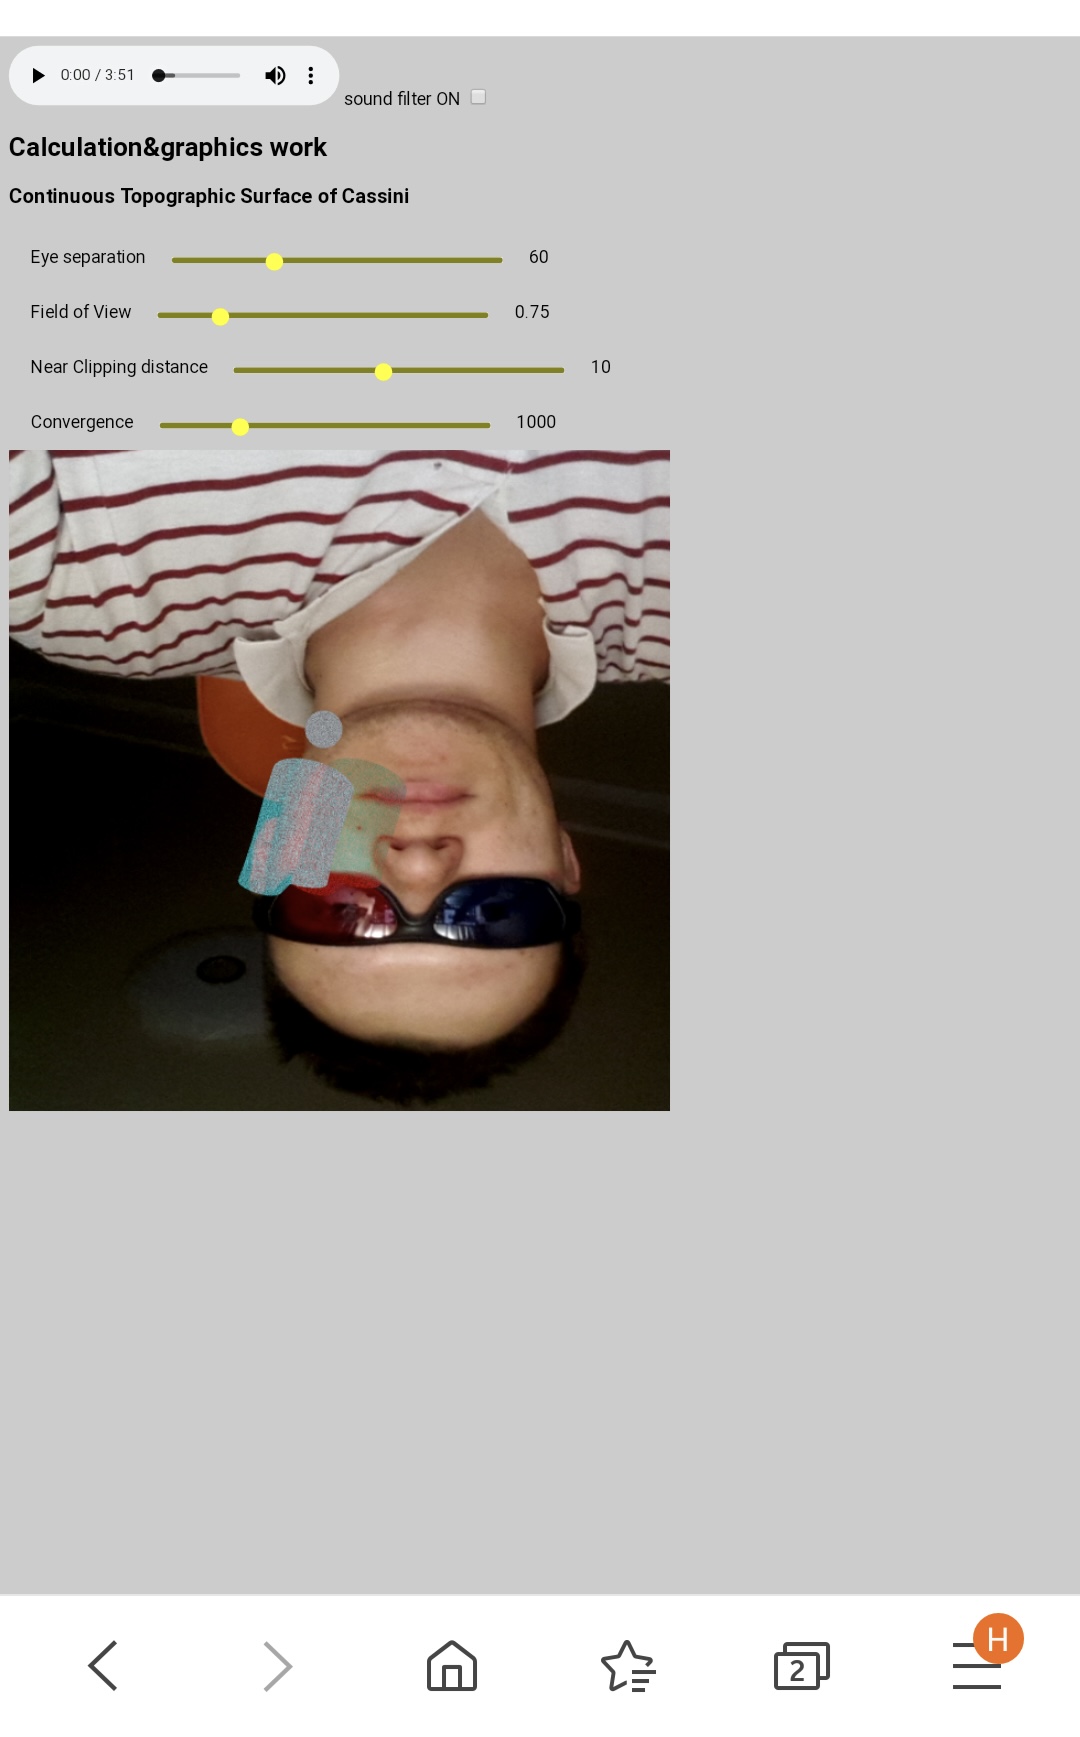 0:00 / 3:51
sound filter ON
Calculation&graphics work
Continuous Topographic Surface of Cassini
Eye separation 60
Field of View 0.75
Near Clipping distance 10
Convergence 1000
2
H